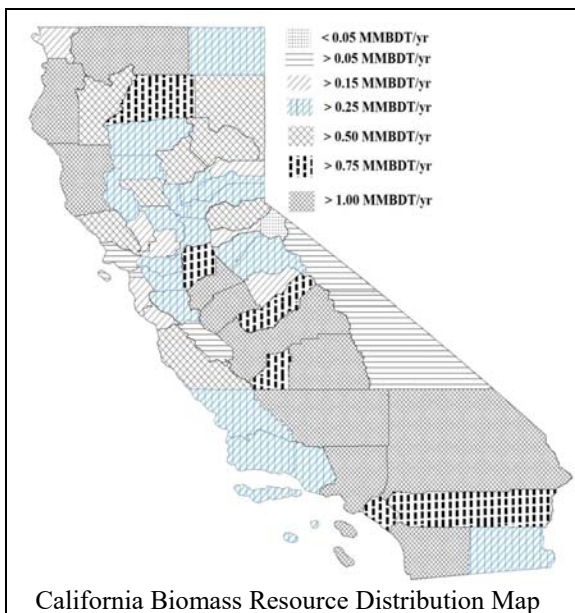 < 0.05 MMBDT/yr
> 0.05 MMBDT/yr
> 0.15 MMBDT/yr
> 0.25 MMBDT/yr
> 0.50 MMBDT/yr
> 0.75 MMBDT/yr
> 1.00 MMBDT/yr
California Biomass Resource Distribution Map